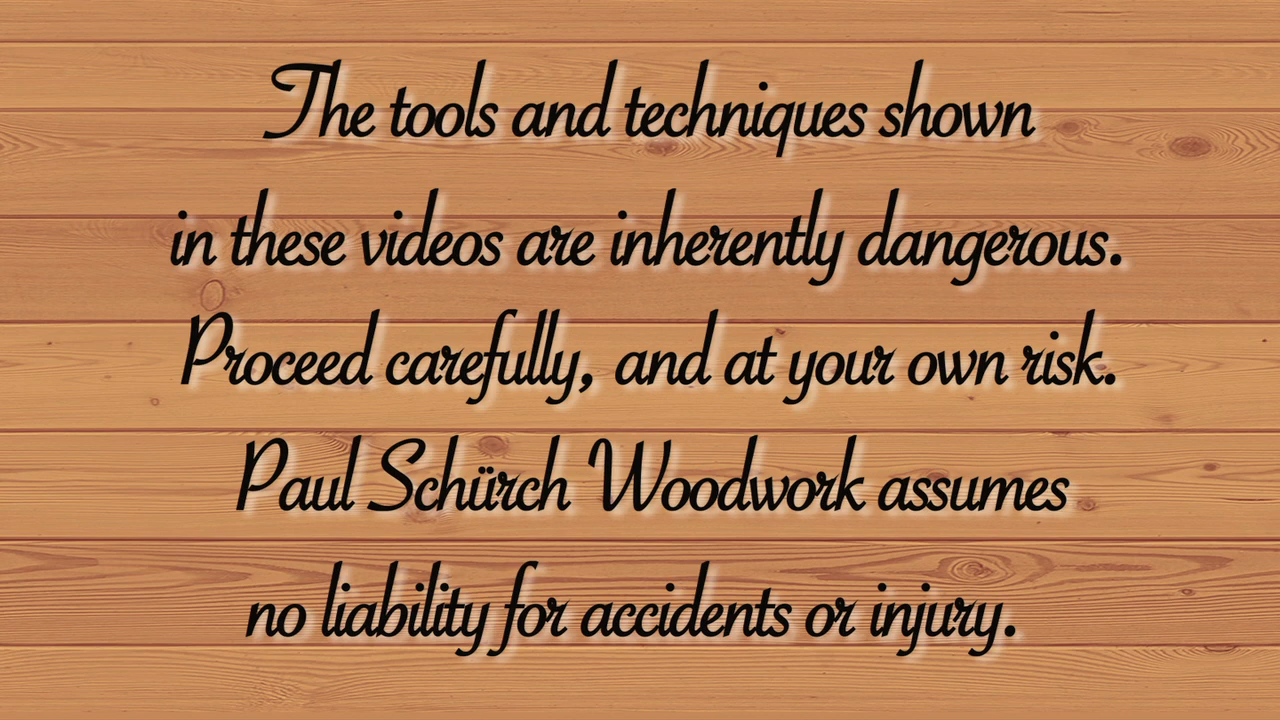 The tools and techniques shown
in these videos are inherently dangerous.
Proceed carefully, and at your own risk.
Paul Schürch Woodwork assumes
no liability for accidents or injury.